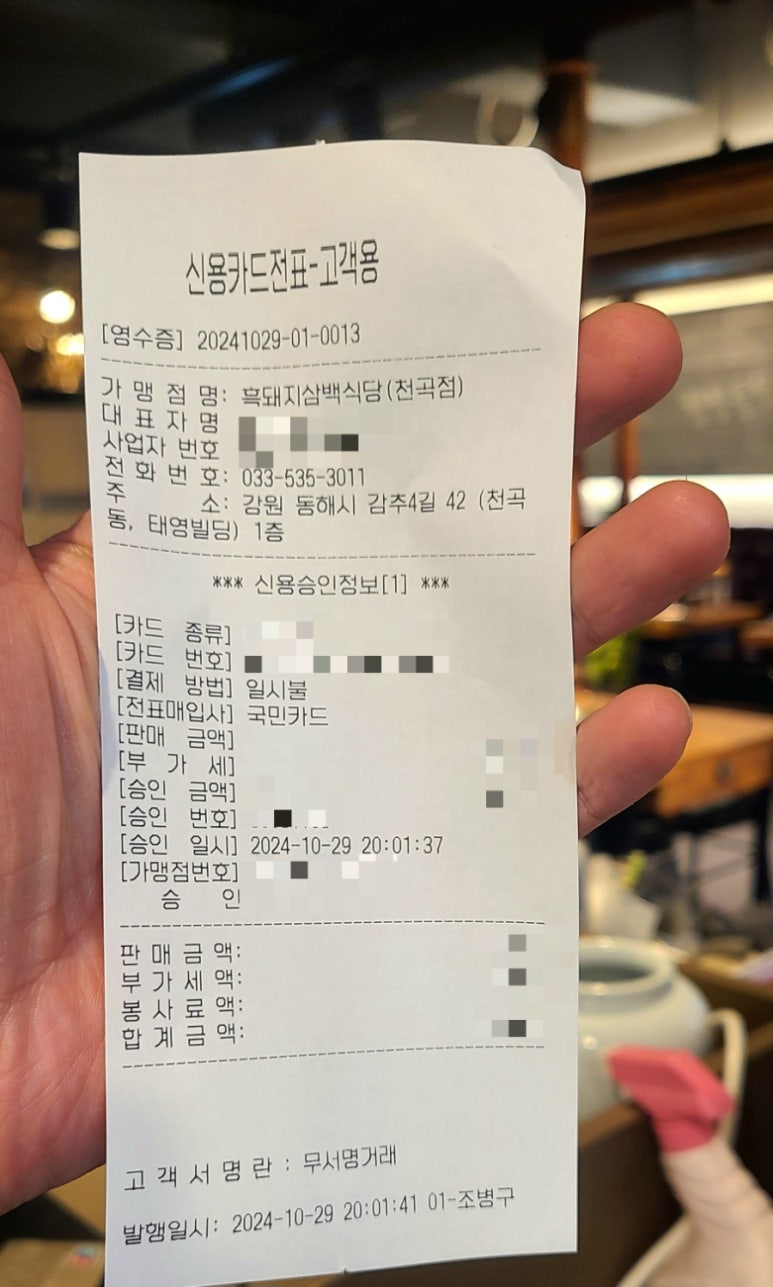 신용카드전표-고객용
[영수증] 20241029-01-0013
가 맹 점 명: 흑돼지삼백식당(천곡점)
대 표 자 명
사업자 번호
전 화 번 호: 033-535-3011
주 소: 강원 동해시 감추4길 42 (천곡
동, 태영빌딩) 1층
*** 신용승인정보[1] ***
[카드 종류]
[카드 번호]
[결제 방법] 일시불
[전표매입사] 국민카드
[판매 금액]
[부 가 세]
[승인 금액]
[승인 번호]
[승인 일시] 2024-10-29 20:01:37
[가맹점번호]
승 인
판 매 금 액:
부 가 세 액:
봉 사 료 액:
합 계 금 액:
고 객 서 명 란 : 무서명거래
발행일시: 2024-10-29 20:01:41 01-조병구